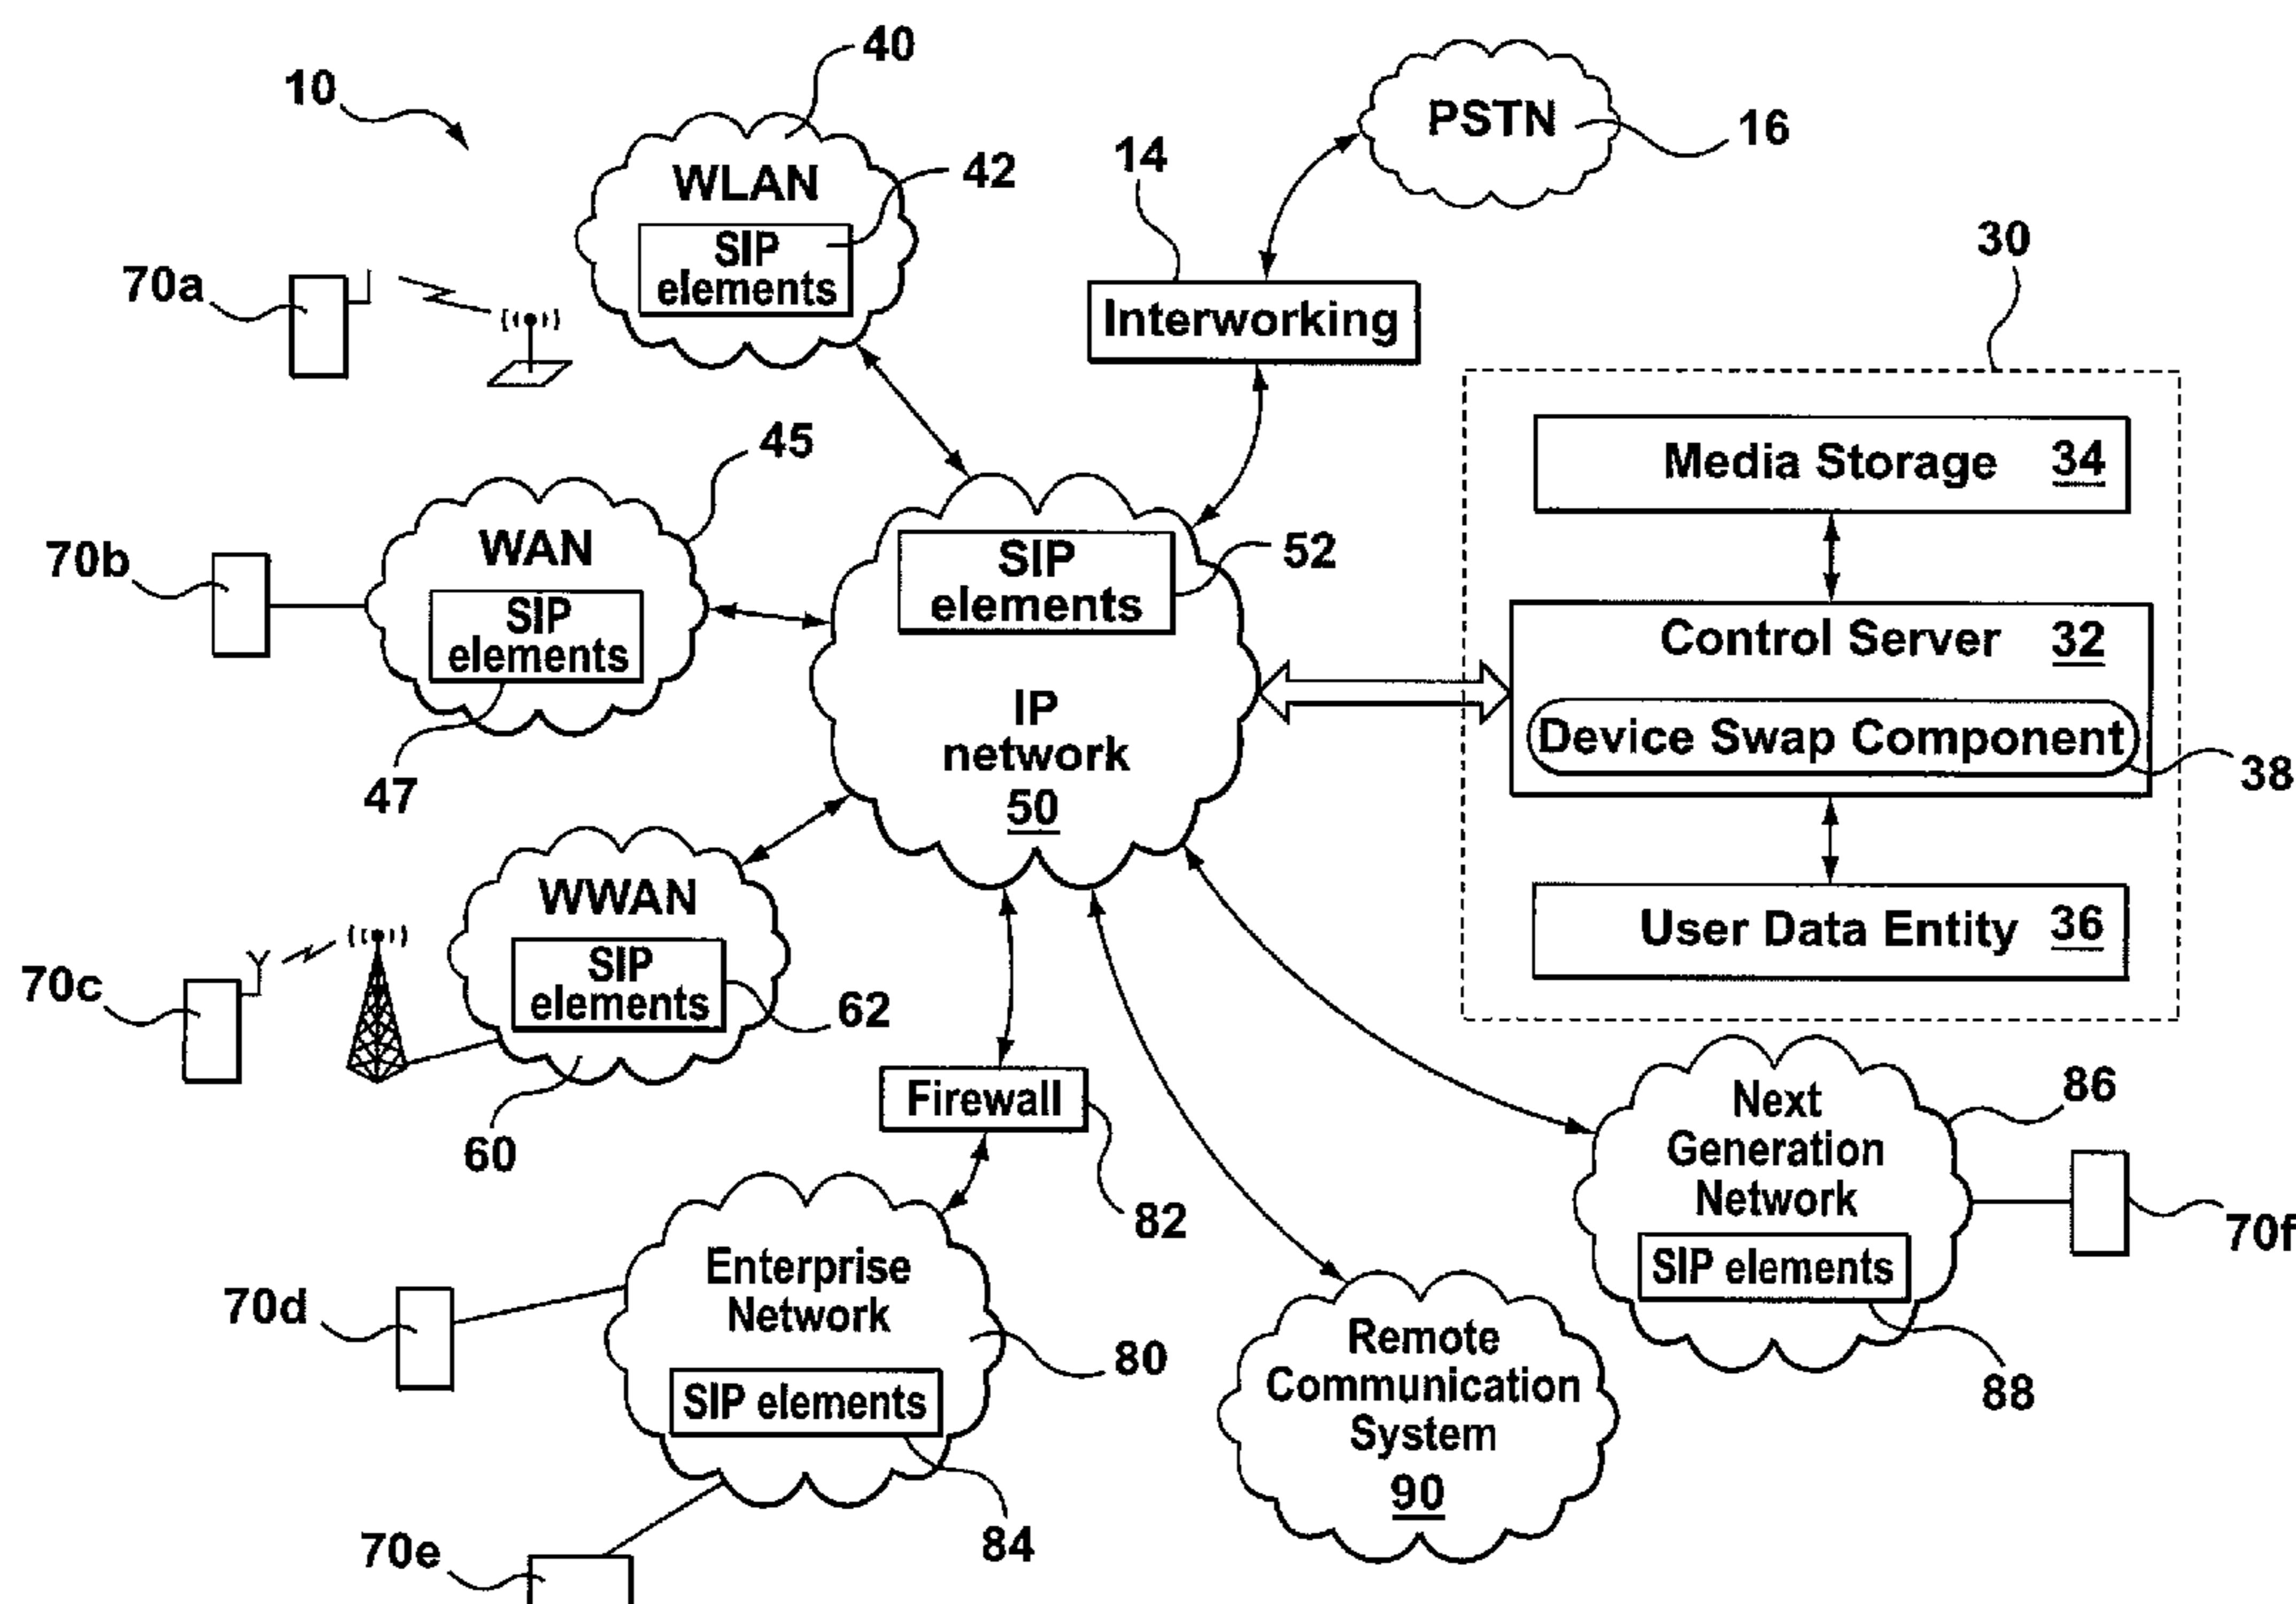 10
40
WLAN
42
SIP
elements
70a
PSTN
16
14
Interworking
30
Media Storage 34
Control Server 32
Device Swap Component
38
User Data Entity 36
45
WAN
70b
SIP
elements
47
SIP
elements
52
IP
network
50
WWAN
70c
SIP
elements
62
60
Firewall
82
Enterprise
Network
80
SIP elements
84
70d
70e
Remote
Communication
System
90
Next
Generation
Network
86
SIP elements
88
70f